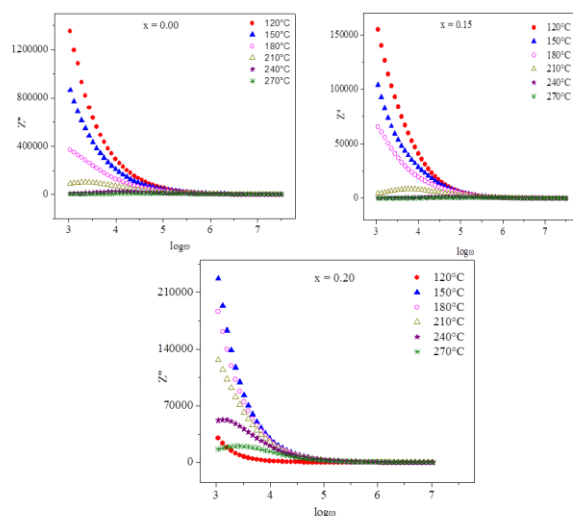 x = 0.00
120°C
150°C
180°C
210°C
240°C
270°C
1200000
800000
400000
0
Z"
3 4 5 6 7
logω
x = 0.15
120°C
150°C
180°C
210°C
240°C
270°C
150000
100000
50000
0
Z"
3 4 5 6 7
logω
x = 0.20
120°C
150°C
180°C
210°C
240°C
270°C
210000
140000
70000
0
Z"
3 4 5 6 7
logω